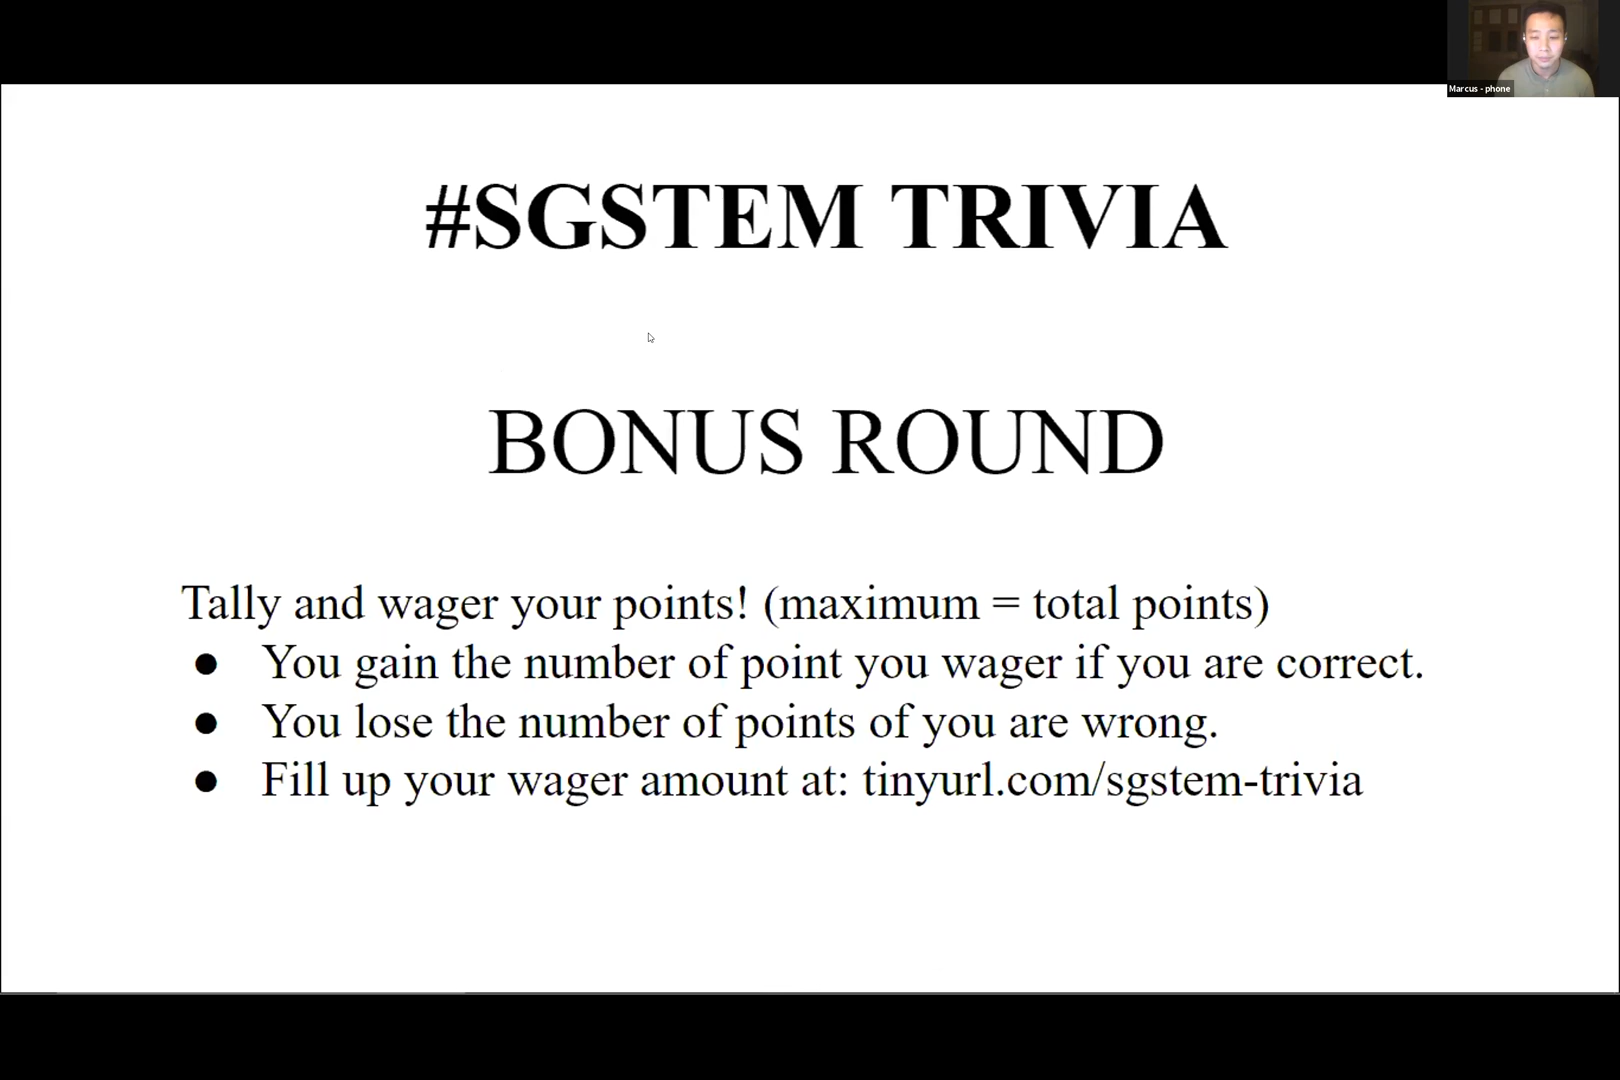 Marcus - phone
#SGSTEM TRIVIA
BONUS ROUND
Tally and wager your points! (maximum = total points)
● You gain the number of point you wager if you are correct.
● You lose the number of points of you are wrong.
● Fill up your wager amount at: tinyurl.com/sgstem-trivia